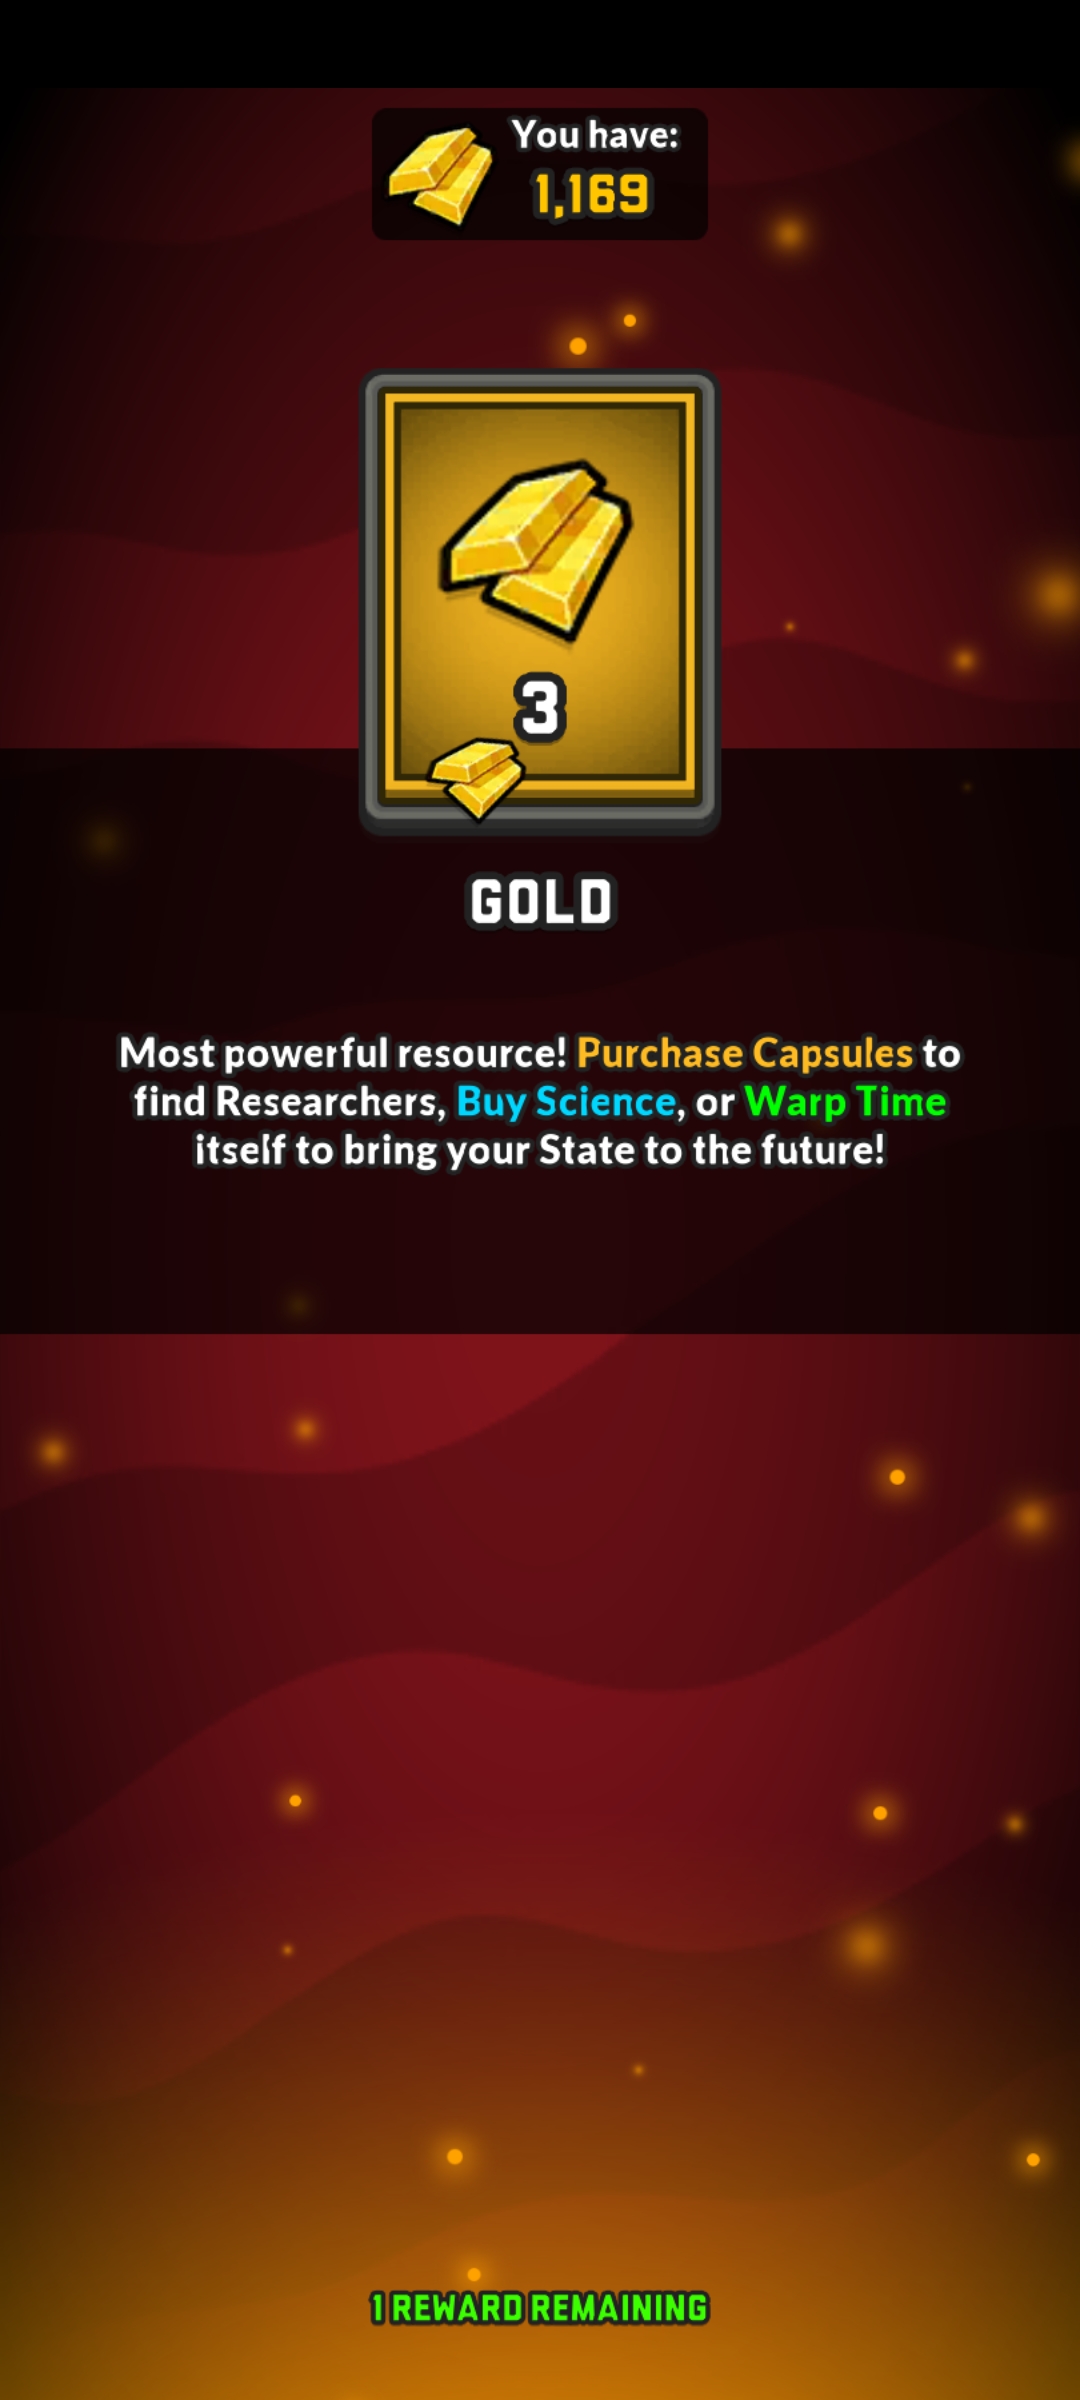 You have:
1,169
3
GOLD
Most powerful resource! Purchase Capsules to
find Researchers, Buy Science, or Warp Time
itself to bring your State to the future!
1 REWARD REMAINING